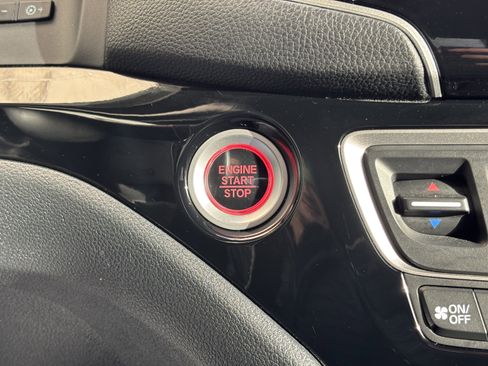 ENGINE
START
STOP
ON/
OFF